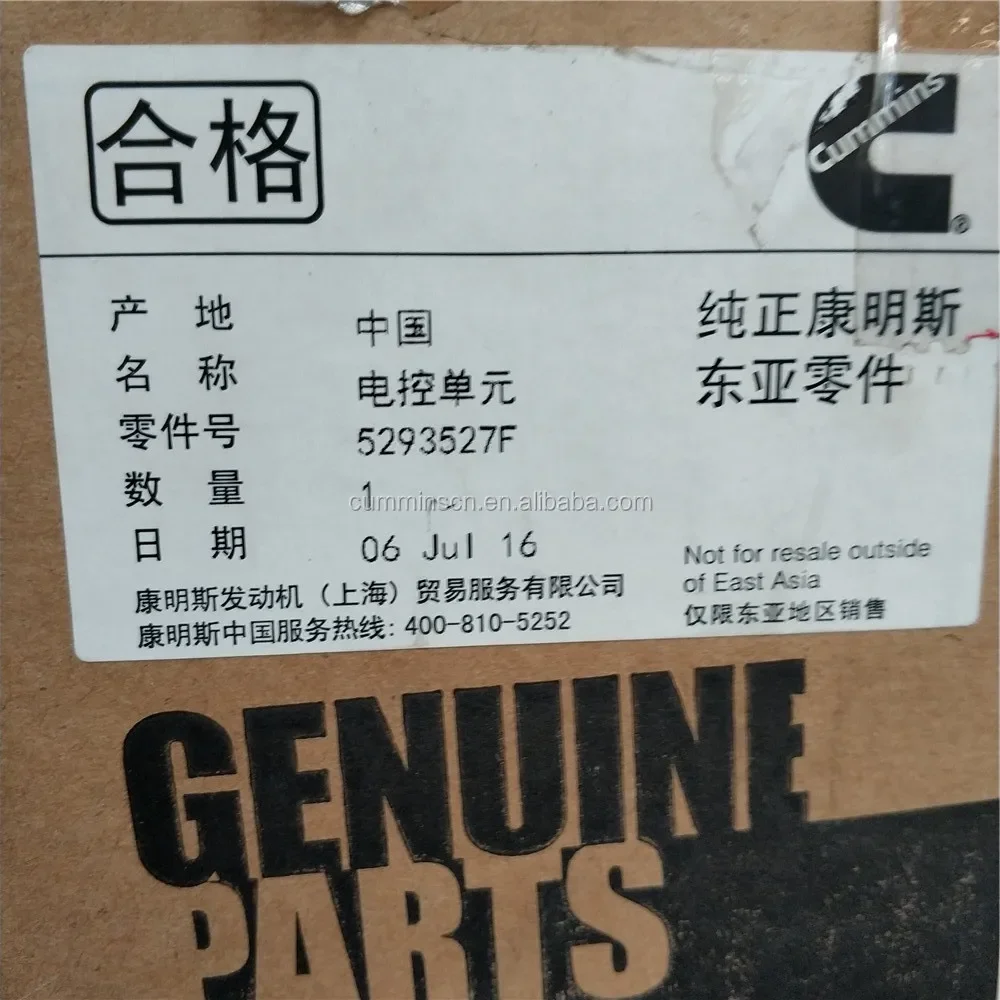 合格
Cummins
®
产 地 中国
名 称 电控单元
零件号 5293527F
数 量 1
日 期 06 Jul 16
康明斯发动机（上海）贸易服务有限公司
康明斯中国服务热线: 400-810-5252
纯正康明斯
东亚零件
Not for resale outside
of East Asia
仅限东亚地区销售
cumminscn.en.alibaba.com
GENUINE
PARTS